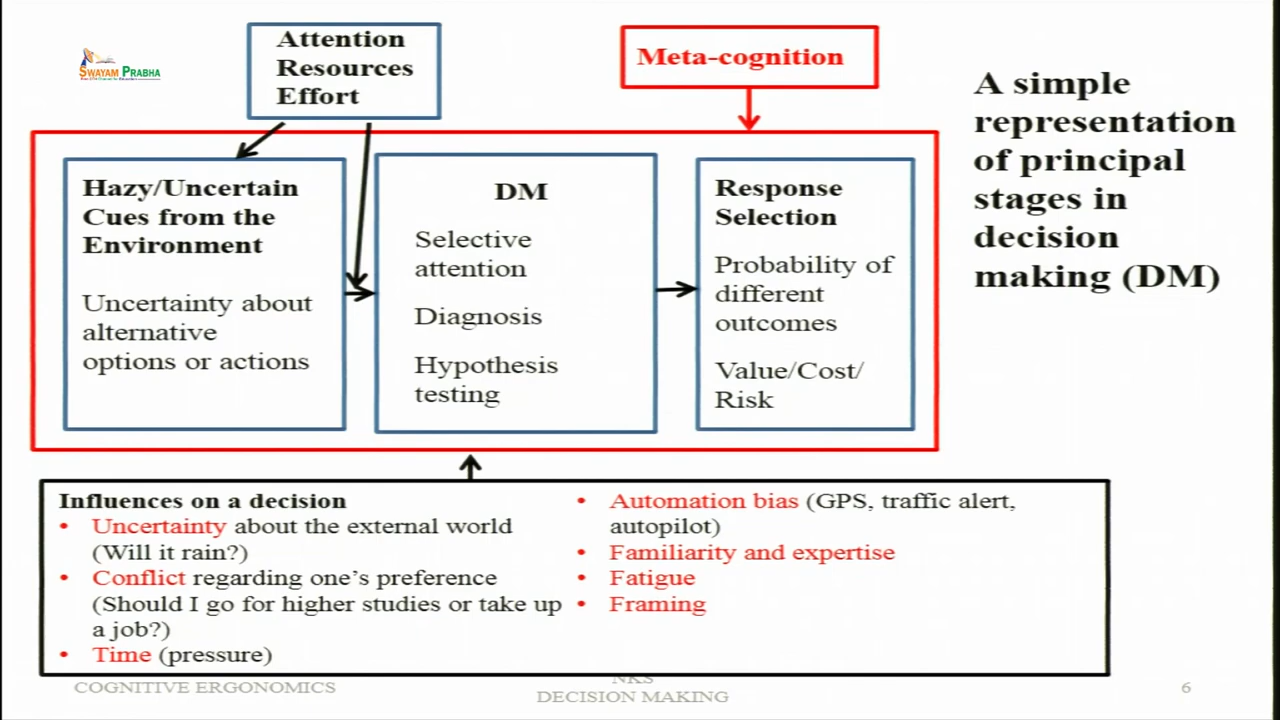 SWAYAM PRABHA
Attention
Resources
Effort
Meta-cognition
A simple
representation
of principal
stages in
decision
making (DM)
Hazy/Uncertain
Cues from the
Environment
Uncertainty about
alternative
options or actions
DM
Selective
attention
Diagnosis
Hypothesis
testing
Response
Selection
Probability of
different
outcomes
Value/Cost/
Risk
Influences on a decision
• Uncertainty about the external world
(Will it rain?)
• Conflict regarding one’s preference
(Should I go for higher studies or take up
a job?)
• Time (pressure)
• Automation bias (GPS, traffic alert,
autopilot)
• Familiarity and expertise
• Fatigue
• Framing
COGNITIVE ERGONOMICS
NKS
DECISION MAKING
6